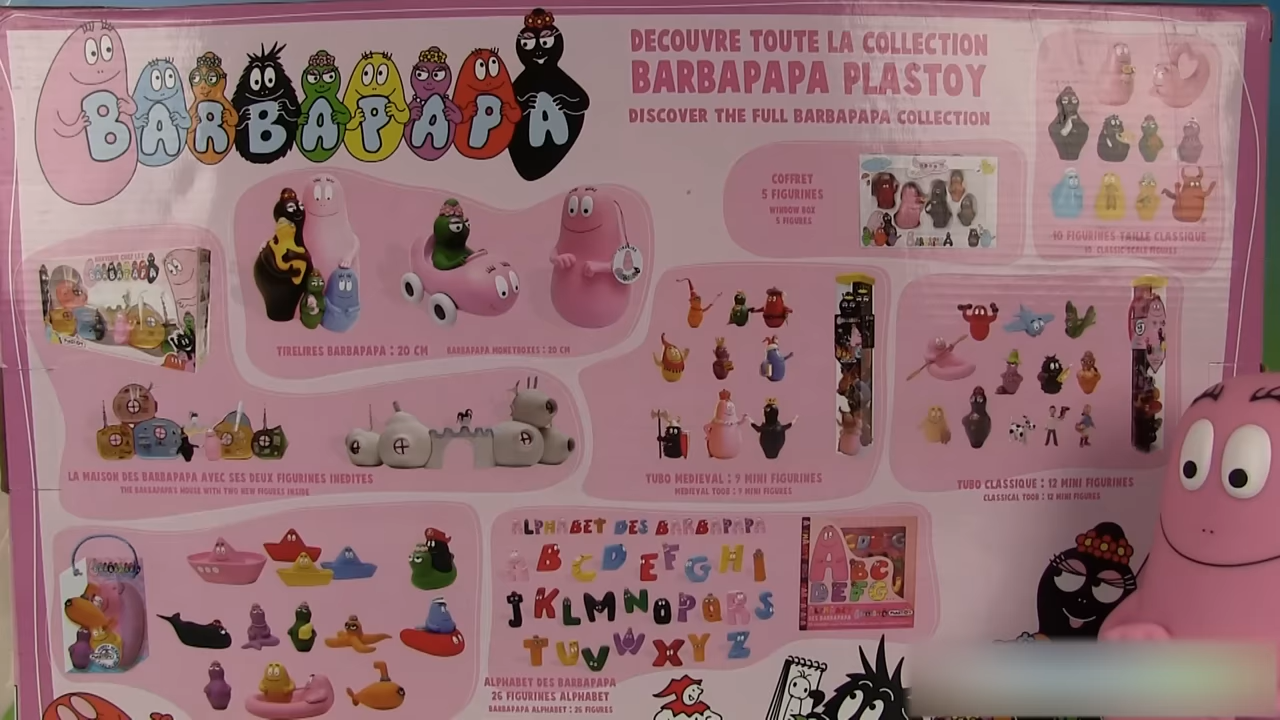 BARBAPAPA
DECOUVRE TOUTE LA COLLECTION
BARBAPAPA PLASTOY
DISCOVER THE FULL BARBAPAPA COLLECTION
COFFRET
5 FIGURINES
WINDOW BOX
5 FIGURES
10 FIGURINES TAILLE CLASSIQUE
10 CLASSIC SCALE FIGURES
BARBAPAPA
TIRELIRES BARBAPAPA : 20 CM
BARBAPAPA MONEYBOXES : 20 CM
LA MAISON DES BARBAPAPA AVEC SES DEUX FIGURINES INEDITES
THE BARBAPAPA'S HOUSE WITH TWO NEW FIGURES INSIDE
TUBO MEDIEVAL : 9 MINI FIGURINES
MEDIEVAL TOOB : 9 MINI FIGURES
TUBO CLASSIQUE : 12 MINI FIGURINES
CLASSICAL TOOB : 12 MINI FIGURES
ALPHABET DES BARBAPAPA
A B C D E F G H I
J K L M N O P Q R S
T U V W X Y Z
A B C
D E F G
ALPHABET DES BARBAPAPA
26 FIGURINES ALPHABET
BARBAPAPA ALPHABET : 26 FIGURES